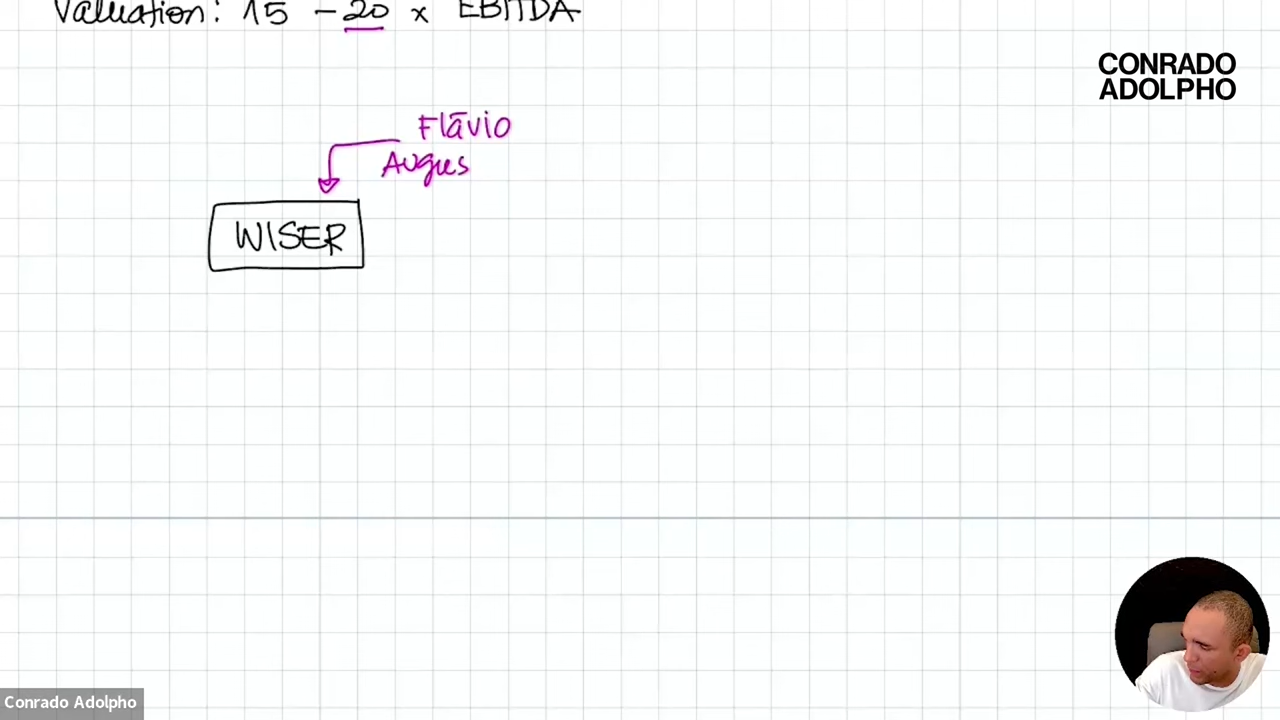 Valuation: 15 - 20 x EBITDA
CONRADO
ADOLPHO
Flávio
Augus
WISER
Conrado Adolpho